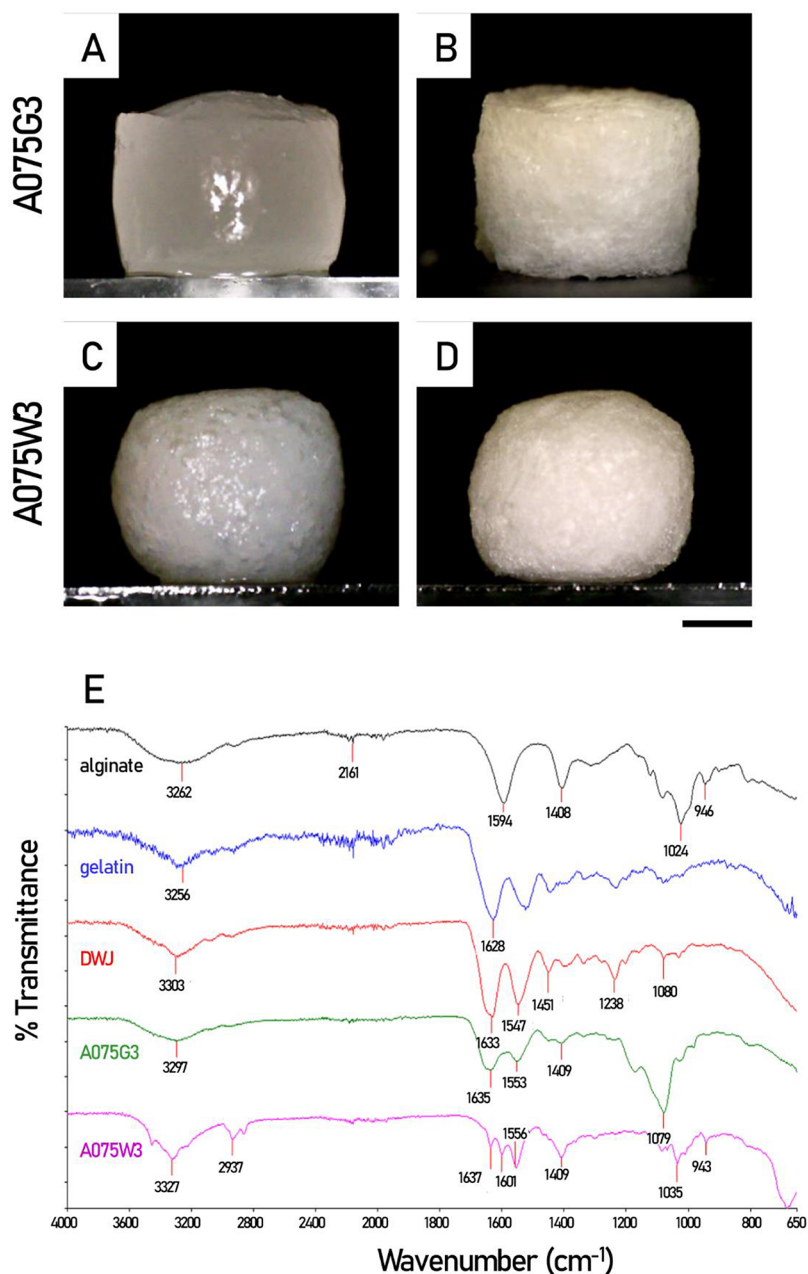 A
B
A075G3
C
D
A075W3
E
alginate
3262
2161
1594
1408
1024
946
gelatin
3256
1628
DWJ
3303
1633
1547
1451
1238
1080
A075G3
3297
1635
1553
1409
1079
A075W3
3327
2937
1637
1601
1556
1409
1035
943
% Transmittance
4000 3600 3200 2800 2400 2000 1600 1400 1200 1000 800 650
Wavenumber (cm⁻¹)